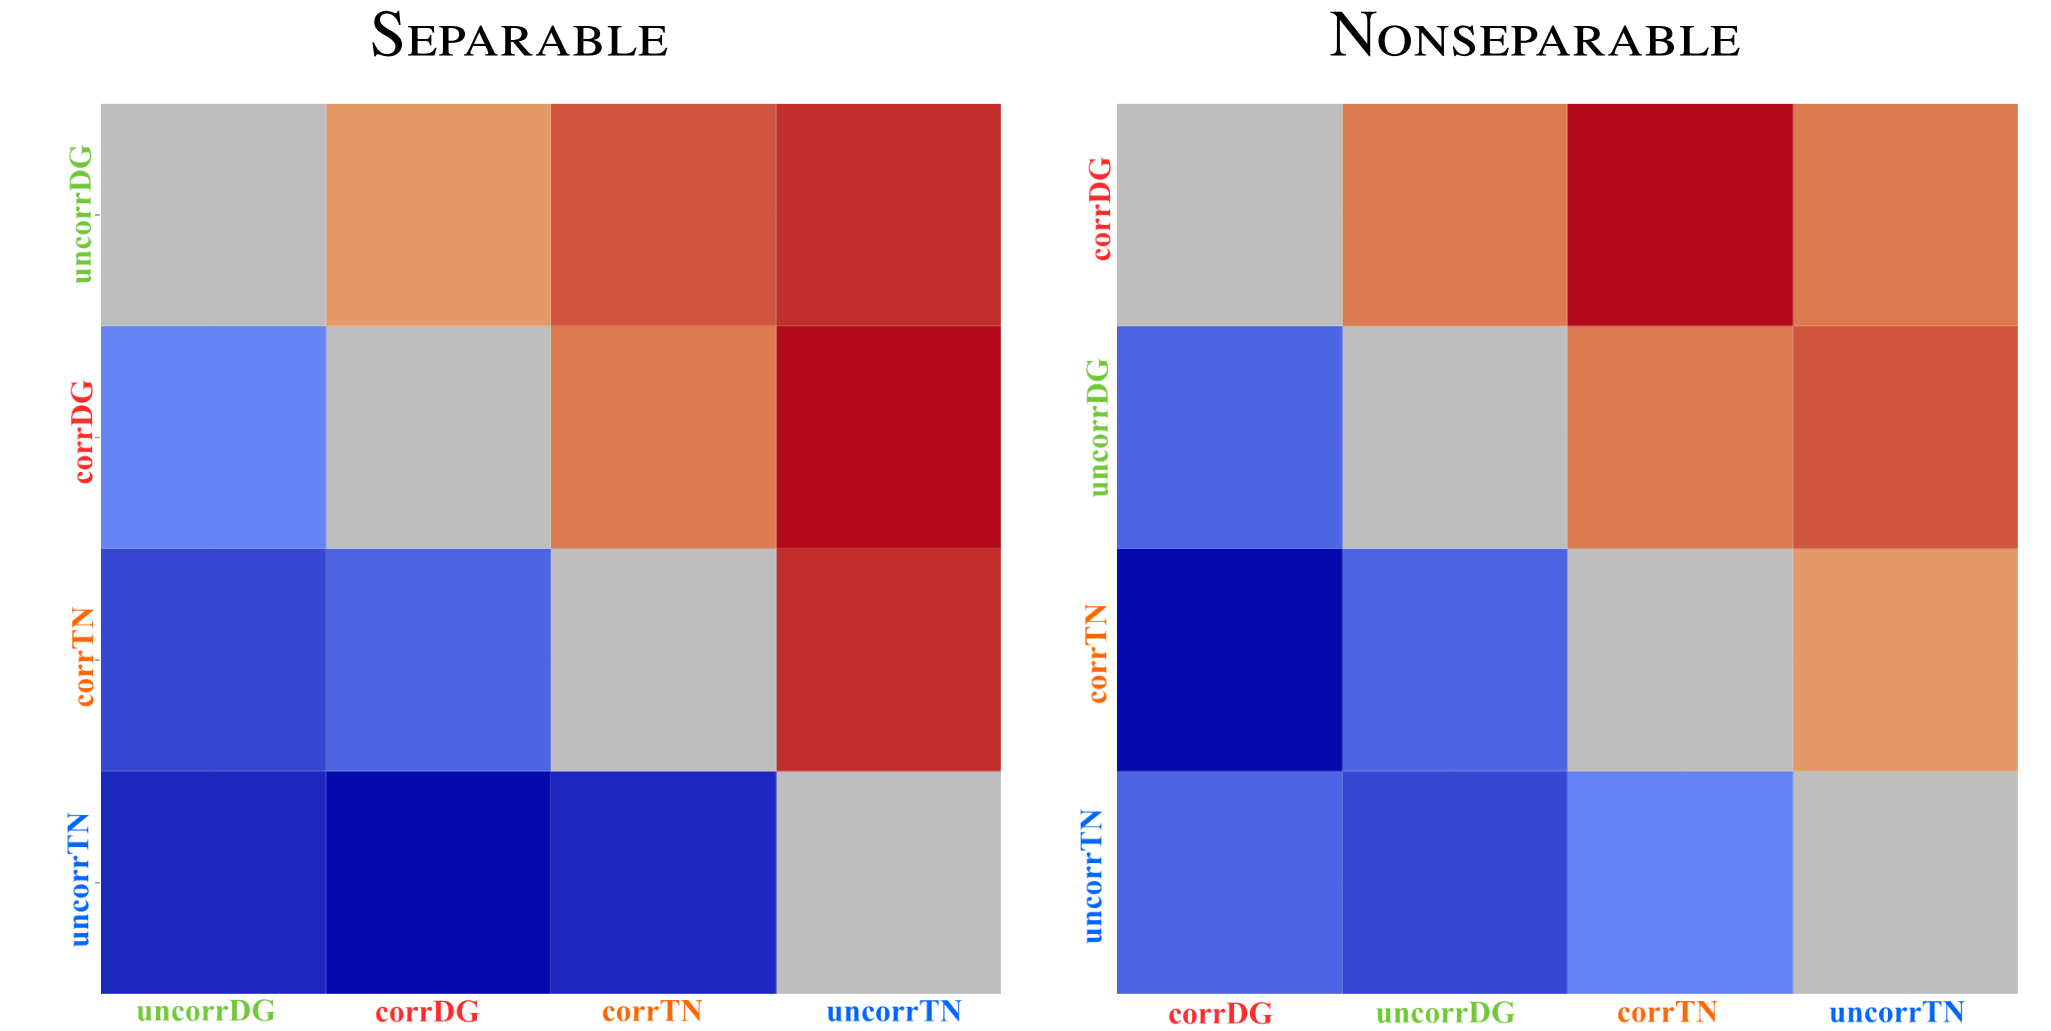 SEPARABLE
uncorrDG
corrDG
corrTN
uncorrTN
uncorrDG corrDG corrTN uncorrTN
NONSEPARABLE
corrDG
uncorrDG
corrTN
uncorrTN
corrDG uncorrDG corrTN uncorrTN